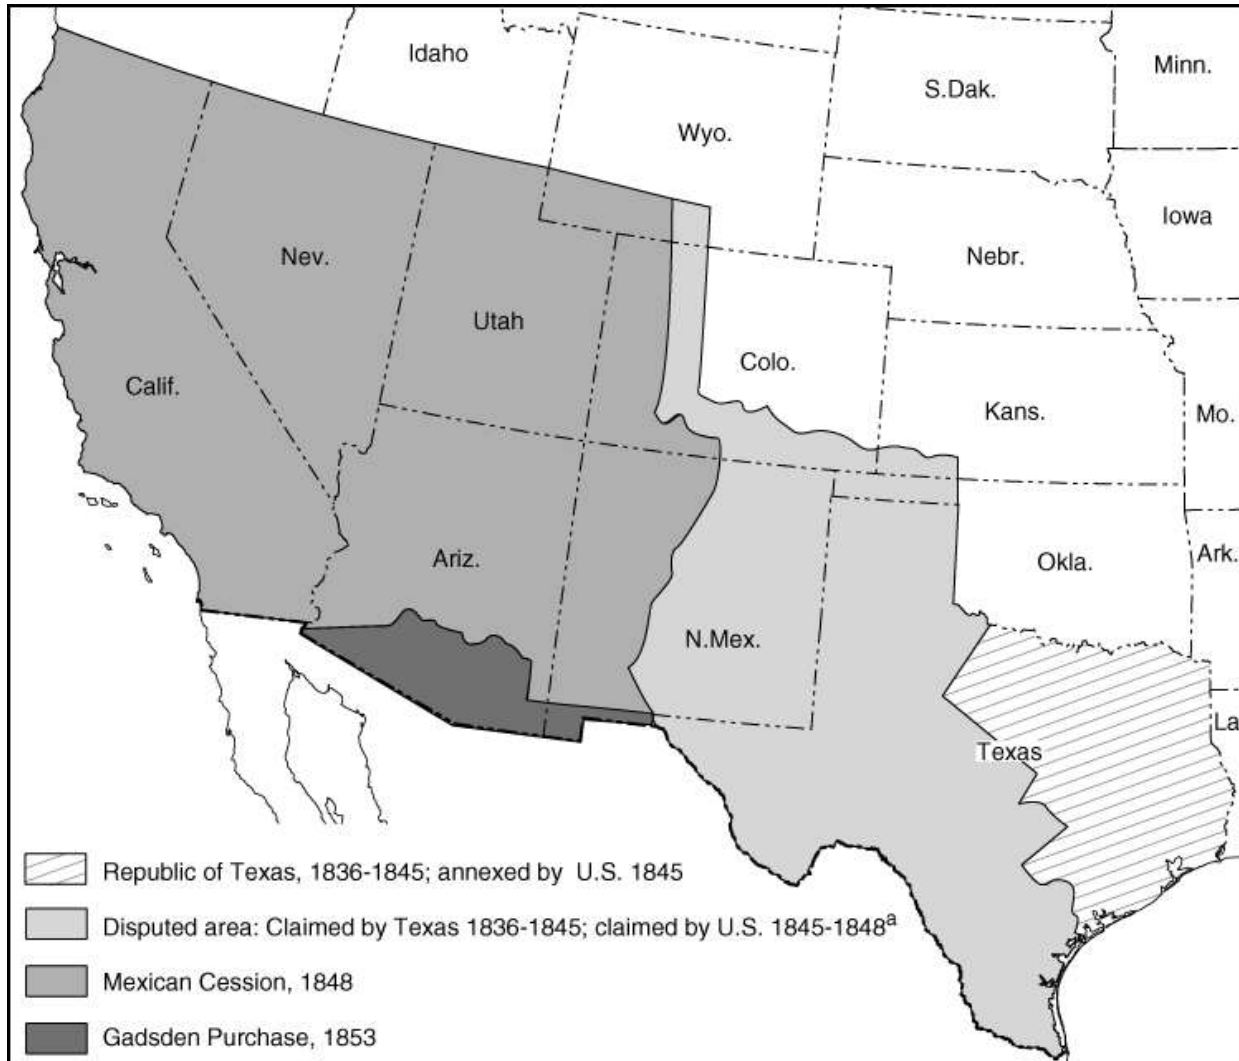 Idaho
Minn.
S.Dak.
Wyo.
Iowa
Nev.
Nebr.
Utah
Colo.
Calif.
Kans.
Mo.
Ariz.
Ark.
Okla.
N.Mex.
La
Texas
Republic of Texas, 1836-1845; annexed by U.S. 1845
Disputed area: Claimed by Texas 1836-1845; claimed by U.S. 1845-1848a
Mexican Cession, 1848
Gadsden Purchase, 1853